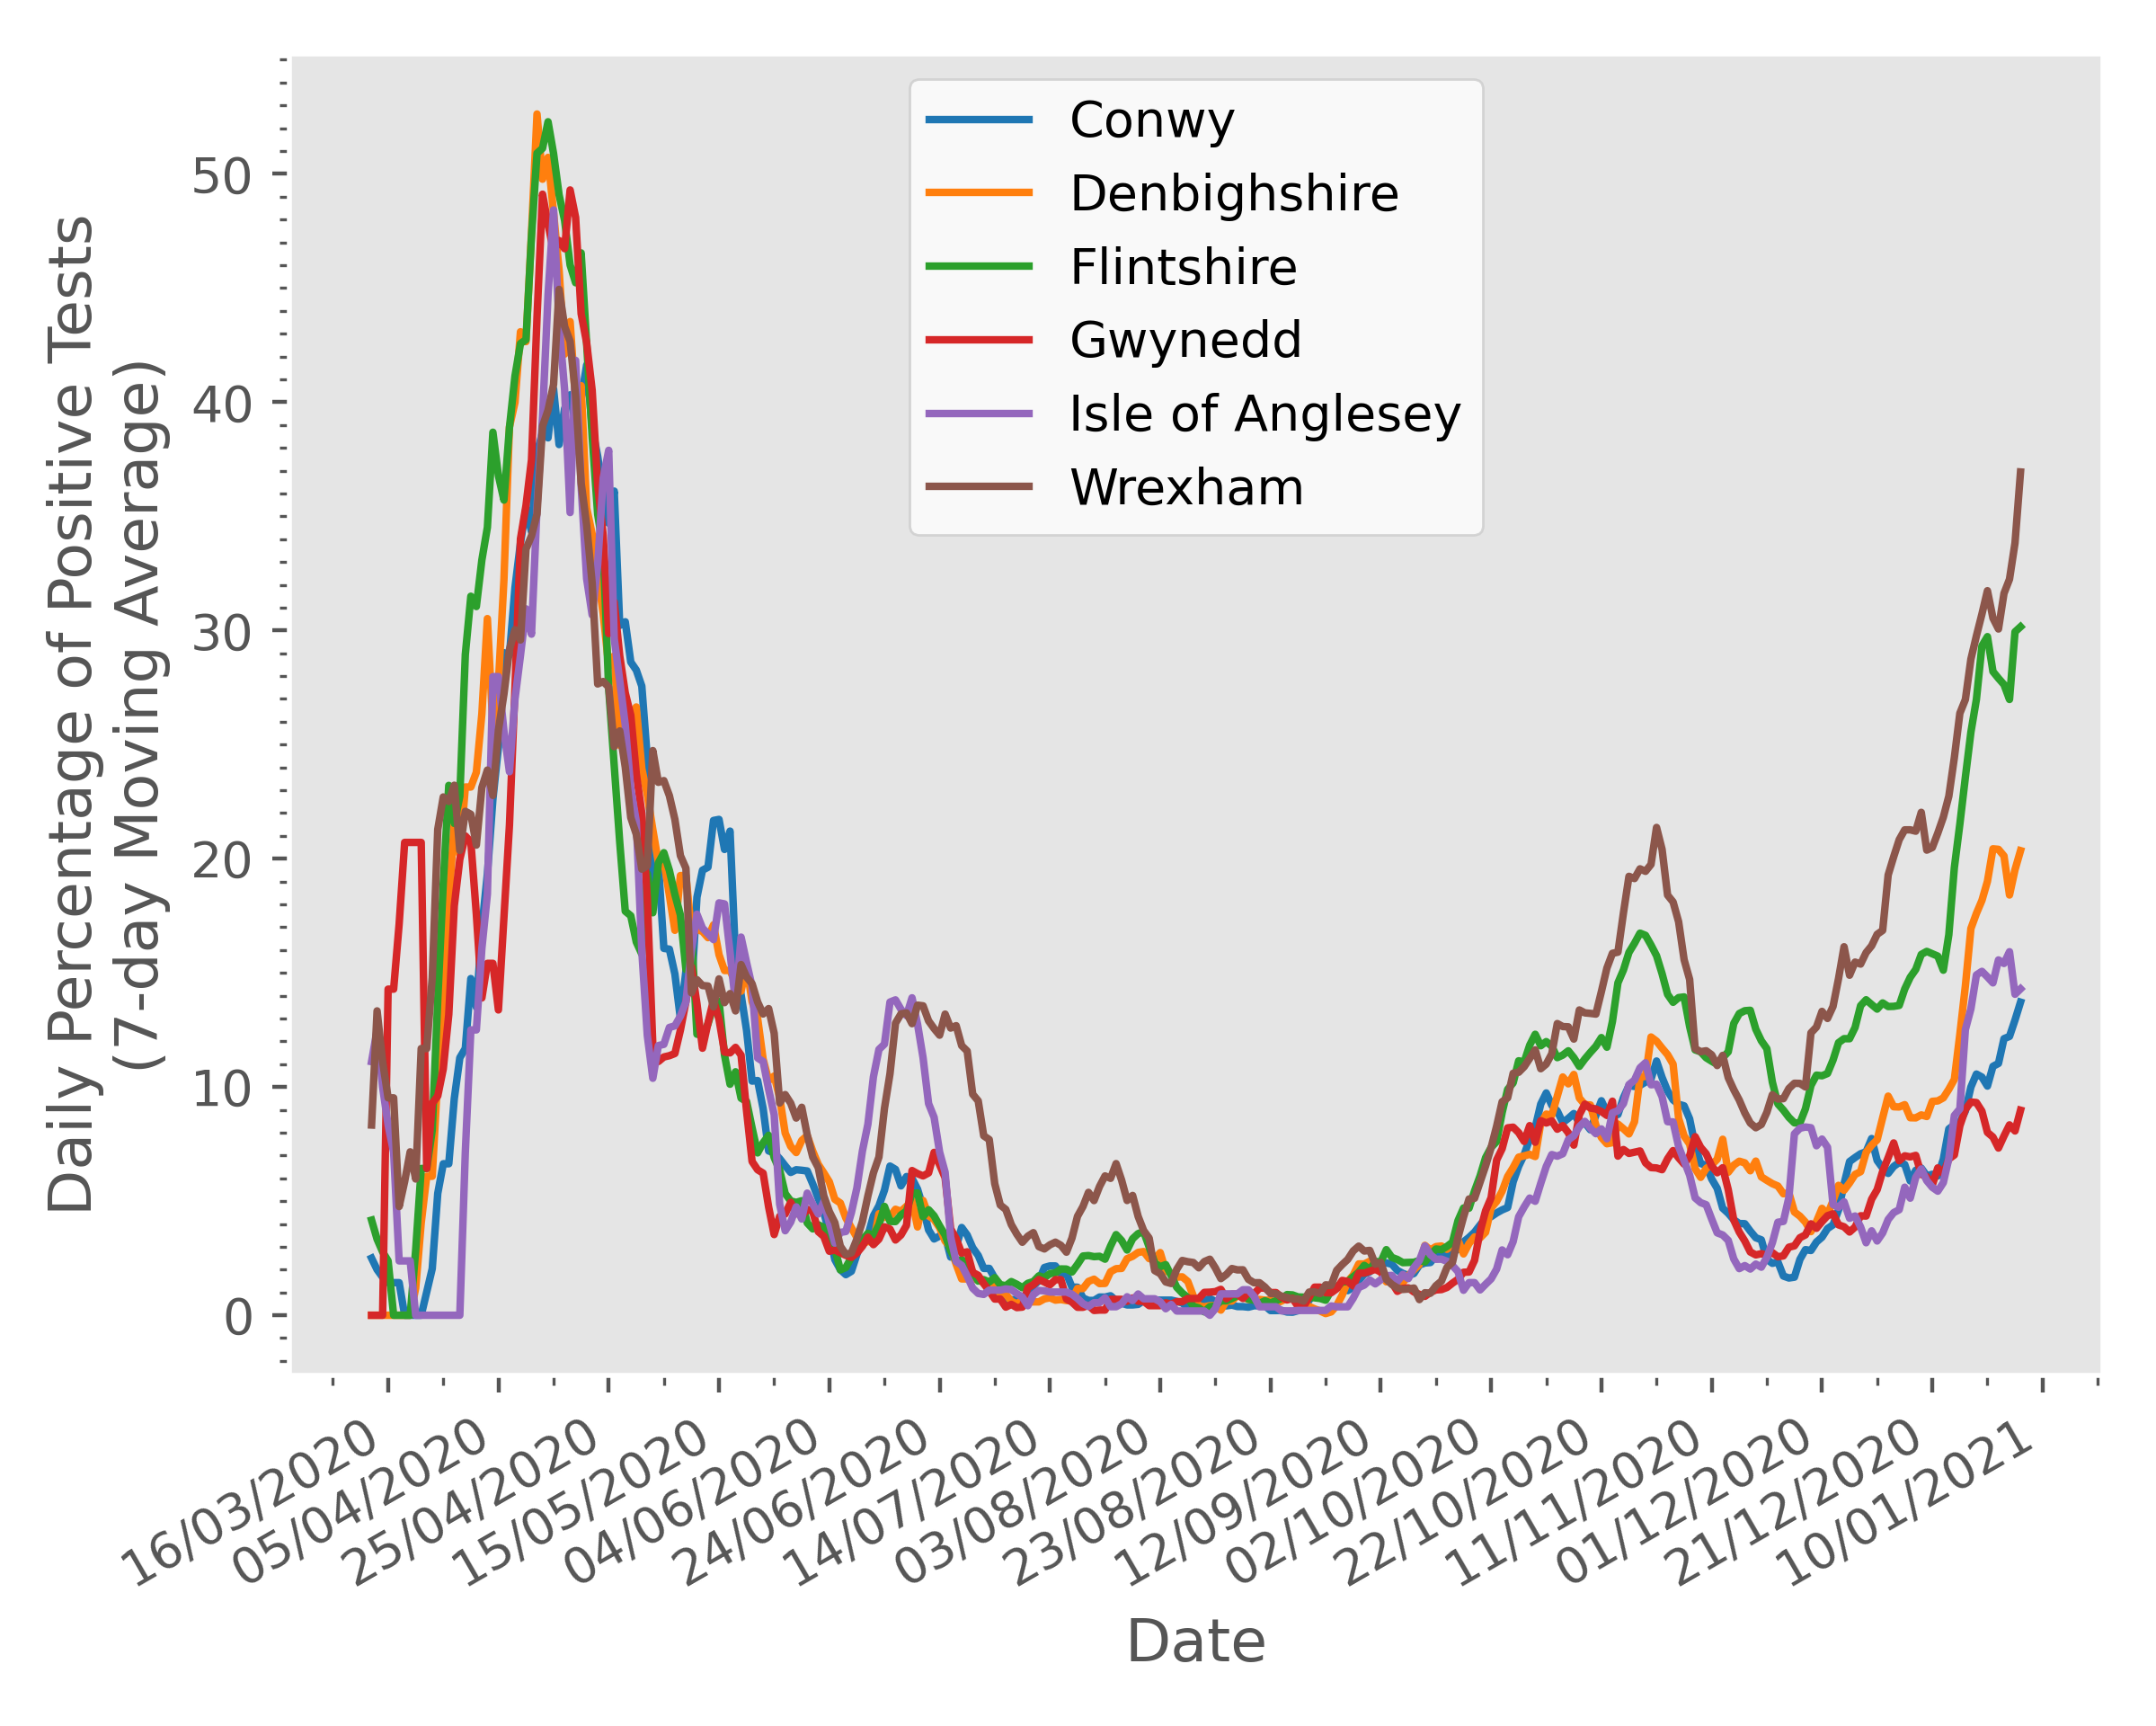 Daily Percentage of Positive Tests
(7-day Moving Average)
50
40
30
20
10
0
Conwy
Denbighshire
Flintshire
Gwynedd
Isle of Anglesey
Wrexham
16/03/2020
05/04/2020
25/04/2020
15/05/2020
04/06/2020
24/06/2020
14/07/2020
03/08/2020
23/08/2020
12/09/2020
02/10/2020
22/10/2020
11/11/2020
01/12/2020
21/12/2020
10/01/2021
Date